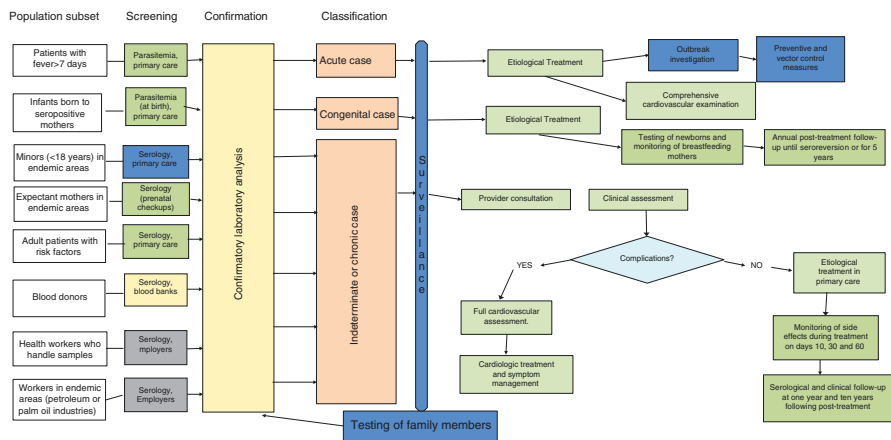 Population subset
Screening
Confirmation
Classification
Patients with
fever>7 days
Parasitemia,
primary care
Infants born to
seropositive
mothers
Parasitemia
(at birth),
primary care
Minors (<18 years) in
endemic areas
Serology,
primary care
Expectant mothers in
endemic areas
Serology
(prenatal
checkups)
Adult patients with
risk factors
Serology,
primary care
Blood donors
Serology,
blood banks
Health workers who
handle samples
Serology,
mployers
Workers in endemic
areas (petroleum or
palm oil industries)
Serology,
Employers
Confirmatory laboratory analysis
Acute case
Congenital case
Indeterminate or chronic case
Surveillance
Testing of family members
Etiological Treatment
Outbreak
investigation
Preventive and
vector control
measures
Comprehensive
cardiovascular examination
Etiological Treatment
Testing of newborns and
monitoring of breastfeeding
mothers
Annual post-treatment follow-
up until seroreversion or for 5
years
Provider consultation
Clinical assessment
Complications?
YES
NO
Full cardiovascular
assessment.
Cardiologic treatment
and symptom
management
Etiological
treatment in
primary care
Monitoring of side
effects during treatment
on days 10, 30 and 60
Serological and clinical follow-up
at one year and ten years
following post-treatment